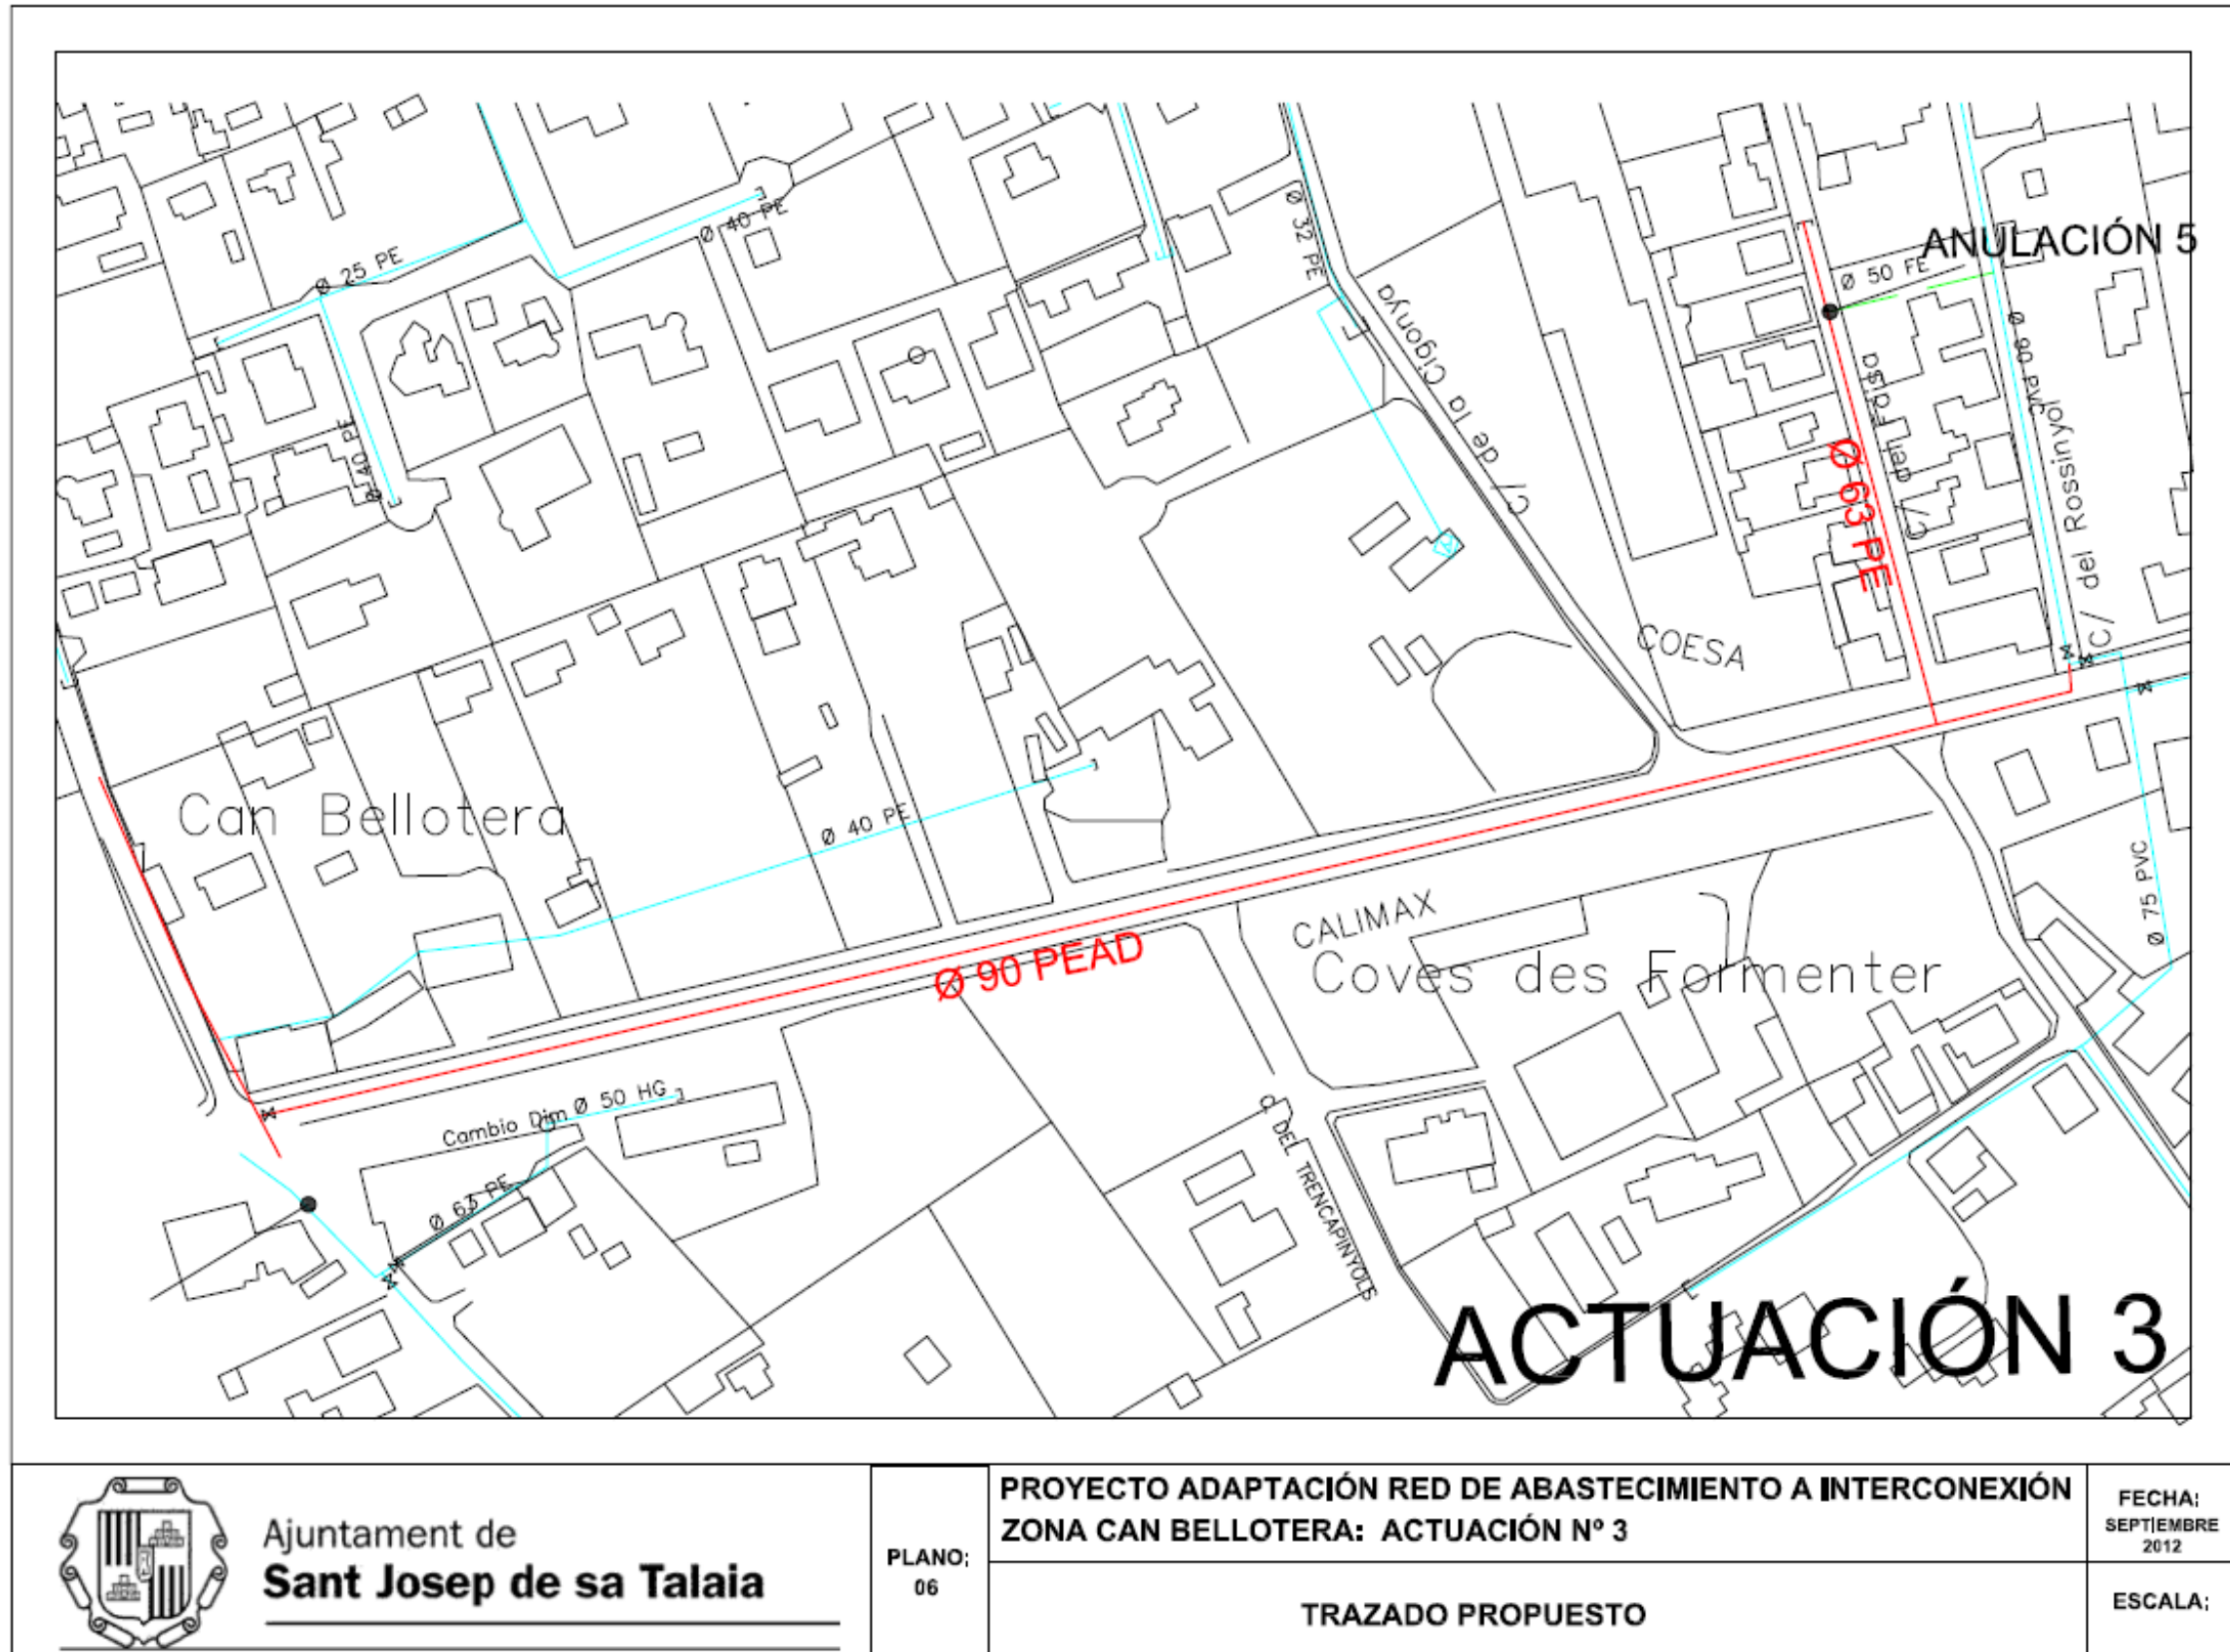 Ø 40 PE
Ø 25 PE
Ø 32 PE
ANULACIÓN 5
Ø 50 FE
C/ de la Cigonya
Ø 90 PVC
C/ del Faisa
Ø 40 PE
Ø 63 PE
C/ del Rossinyol
COESA
Can Bellotera
Ø 40 PE
Ø 75 PVC
CALIMAX
Ø 90 PEAD
Coves des Formenter
Cambio Dim Ø 50 HG
Ø 63 PE
C/ DEL TRENCAPINYOLS
ACTUACIÓN 3
Ajuntament de
Sant Josep de sa Talaia
PLANO:
06
PROYECTO ADAPTACIÓN RED DE ABASTECIMIENTO A INTERCONEXIÓN
ZONA CAN BELLOTERA: ACTUACIÓN Nº 3
TRAZADO PROPUESTO
FECHA:
SEPTIEMBRE
2012
ESCALA: